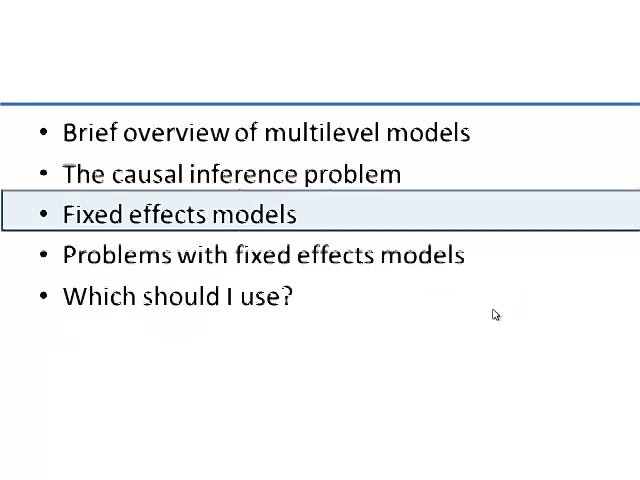 • Brief overview of multilevel models
• The causal inference problem
• Fixed effects models
• Problems with fixed effects models
• Which should I use?